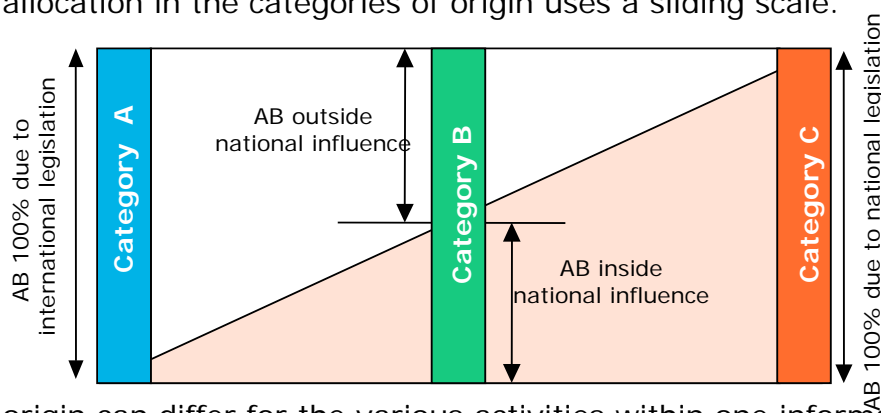 allocation in the categories of origin uses a sliding scale.
AB 100% due to
international legislation
Category A
AB outside
national influence
Category B
AB inside
national influence
Category C
AB 100% due to national legislation
origin can differ for the various activities within one inform